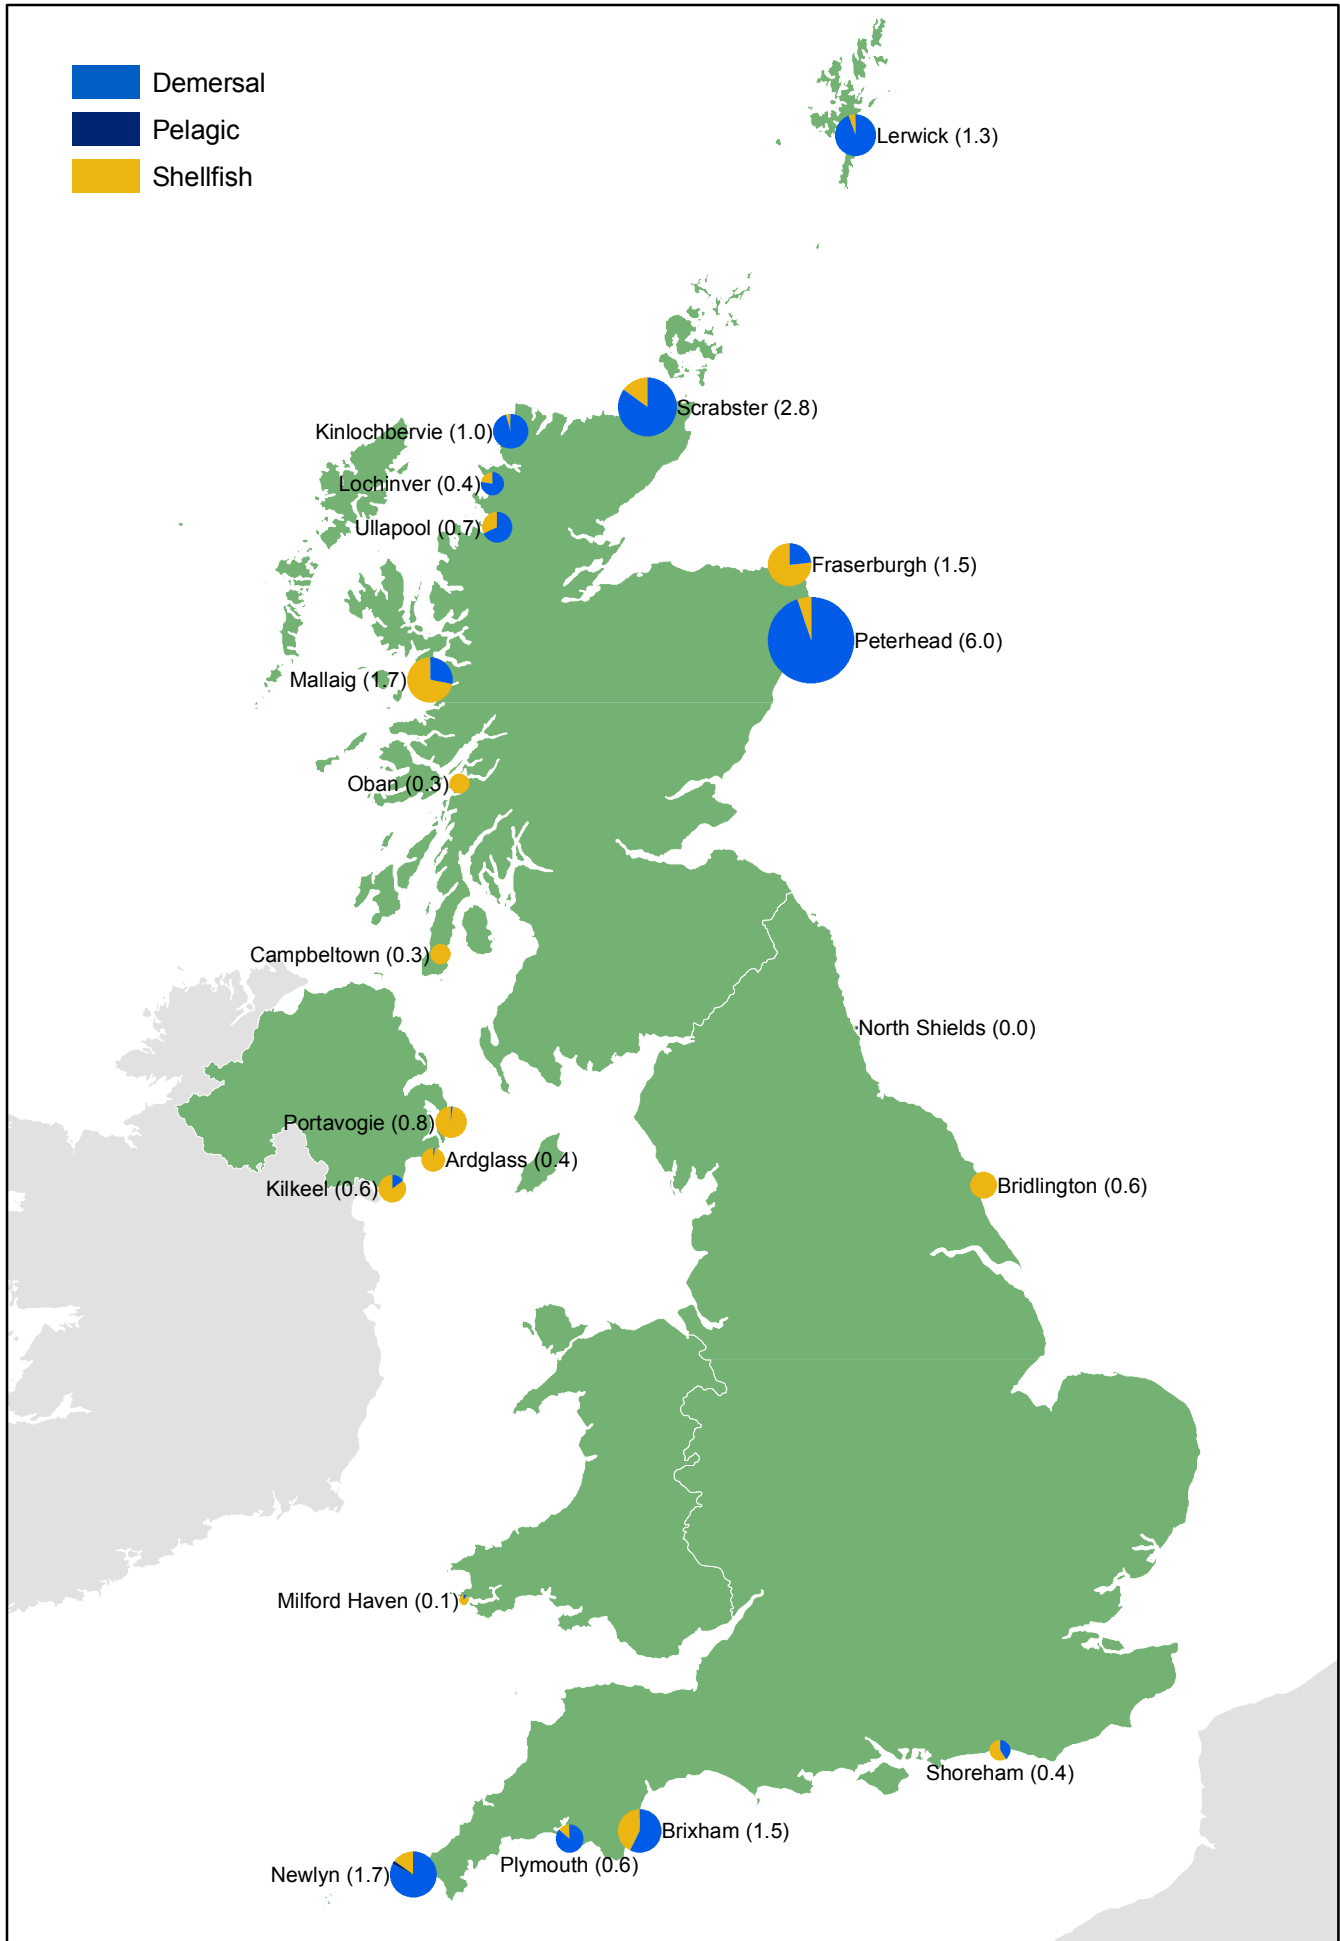 Demersal
Pelagic
Shellfish
Lerwick (1.3)
Scrabster (2.8)
Kinlochbervie (1.0)
Lochinver (0.4)
Ullapool (0.7)
Fraserburgh (1.5)
Peterhead (6.0)
Mallaig (1.7)
Oban (0.3)
Campbeltown (0.3)
North Shields (0.0)
Portavogie (0.8)
Ardglass (0.4)
Kilkeel (0.6)
Bridlington (0.6)
Milford Haven (0.1)
Shoreham (0.4)
Brixham (1.5)
Plymouth (0.6)
Newlyn (1.7)